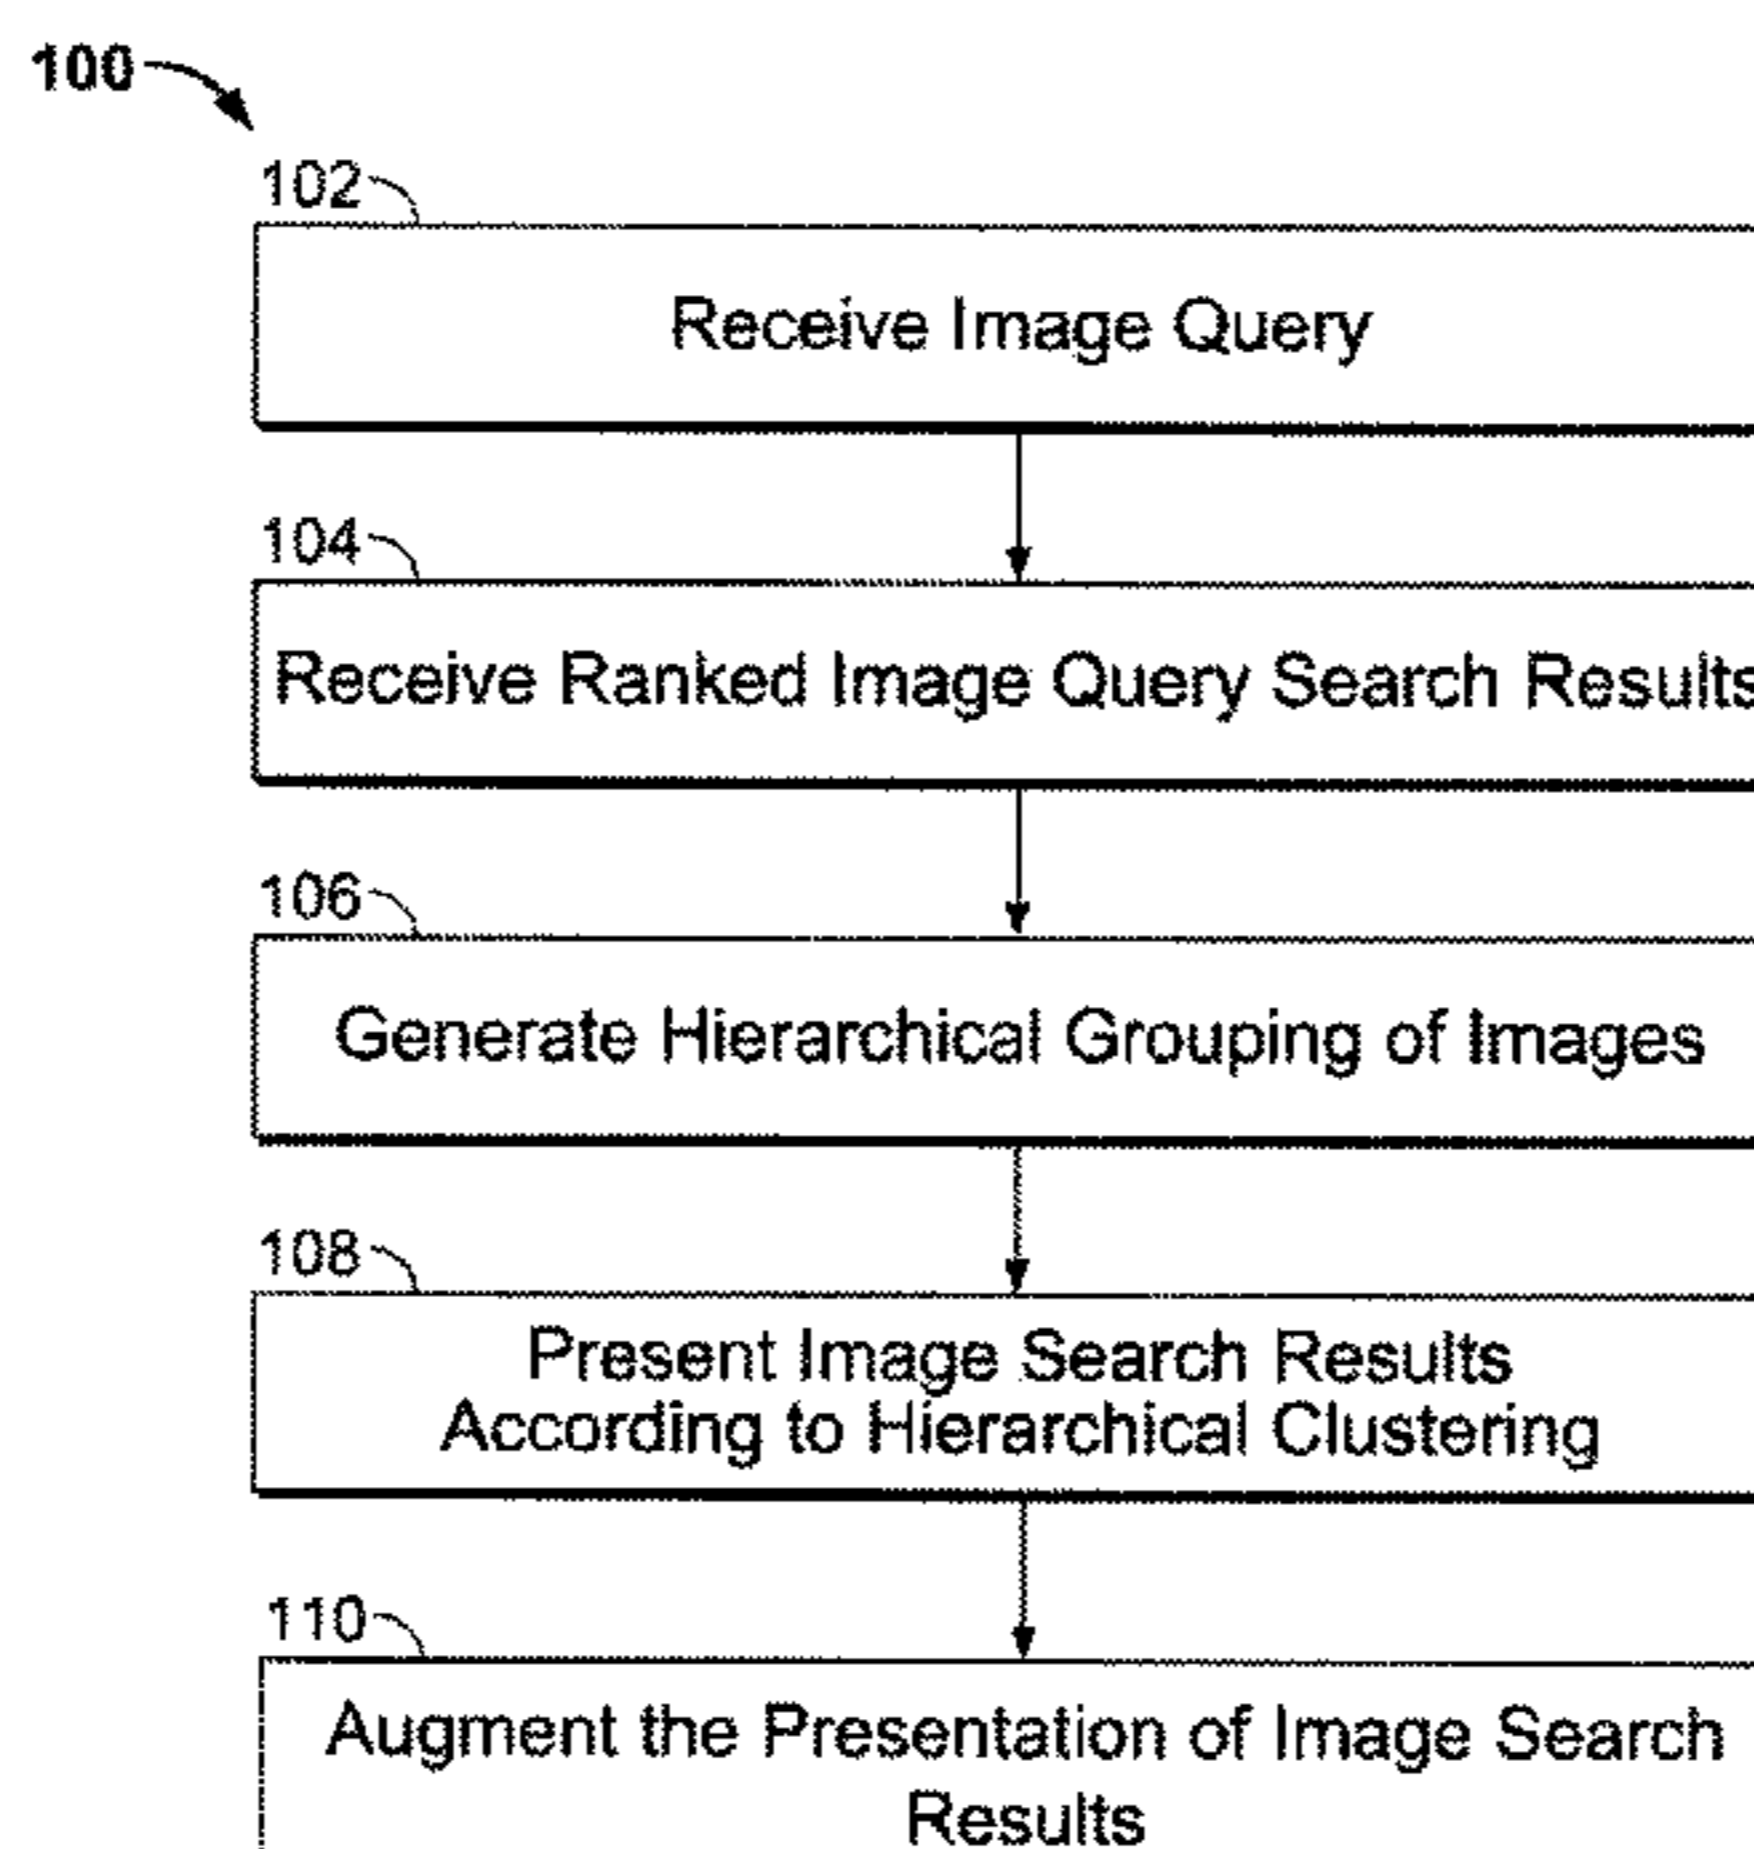 100
102
Receive Image Query
104
Receive Ranked Image Query Search Results
106
Generate Hierarchical Grouping of Images
108
Present Image Search Results
According to Hierarchical Clustering
110
Augment the Presentation of Image Search
Results